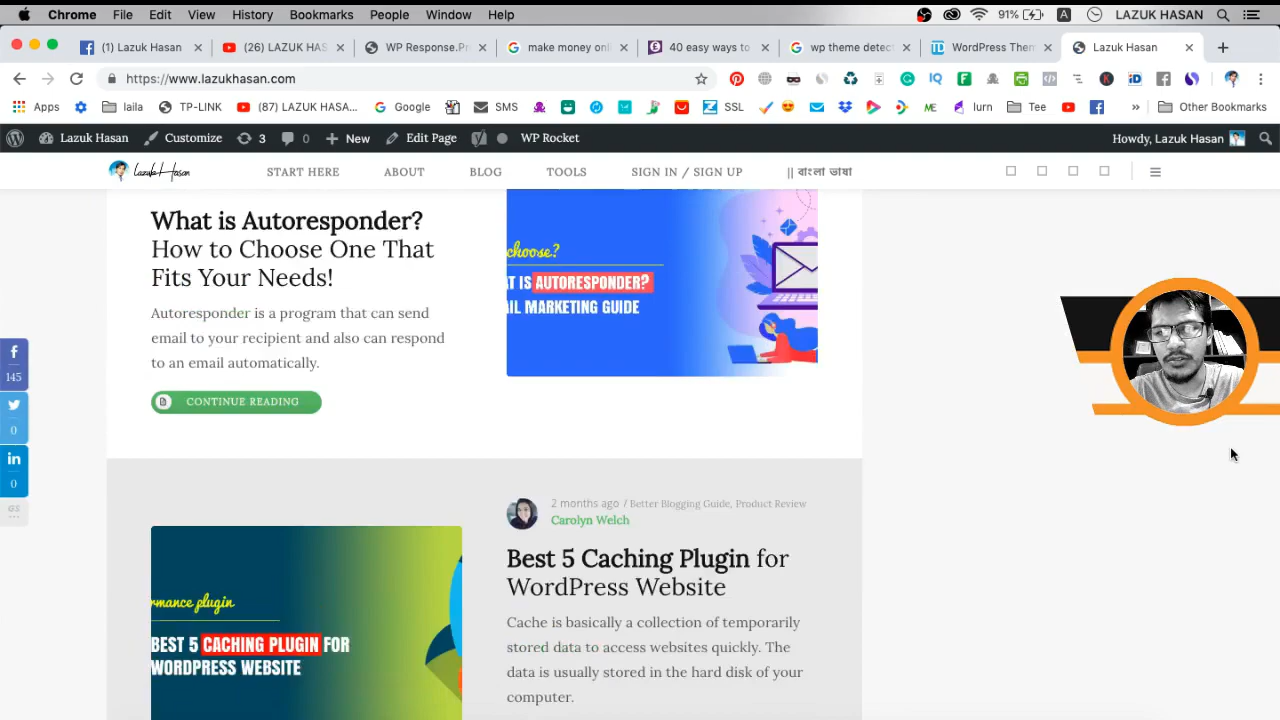 Chrome File Edit View History Bookmarks People Window Help 91% A LAZUK HASAN
(1) Lazuk Hasan (26) LAZUK HAS WP Response.Pr make money onl 40 easy ways to wp theme detect WordPress Them Lazuk Hasan
https://www.lazukhasan.com
Apps laila TP-LINK (87) LAZUK HASA... Google SMS SSL lurn Tee Other Bookmarks
Lazuk Hasan Customize 3 0 New Edit Page WP Rocket Howdy, Lazuk Hasan
Lazuk Hasan START HERE ABOUT BLOG TOOLS SIGN IN / SIGN UP || বাংলা ভাষা
What is Autoresponder?
How to Choose One That
Fits Your Needs!
Autoresponder is a program that can send
email to your recipient and also can respond
to an email automatically.
CONTINUE READING
choose?
T IS AUTORESPONDER?
IL MARKETING GUIDE
145
0
0
GS
rmance plugin
BEST 5 CACHING PLUGIN FOR
WORDPRESS WEBSITE
2 months ago / Better Blogging Guide, Product Review
Carolyn Welch
Best 5 Caching Plugin for
WordPress Website
Cache is basically a collection of temporarily
stored data to access websites quickly. The
data is usually stored in the hard disk of your
computer.